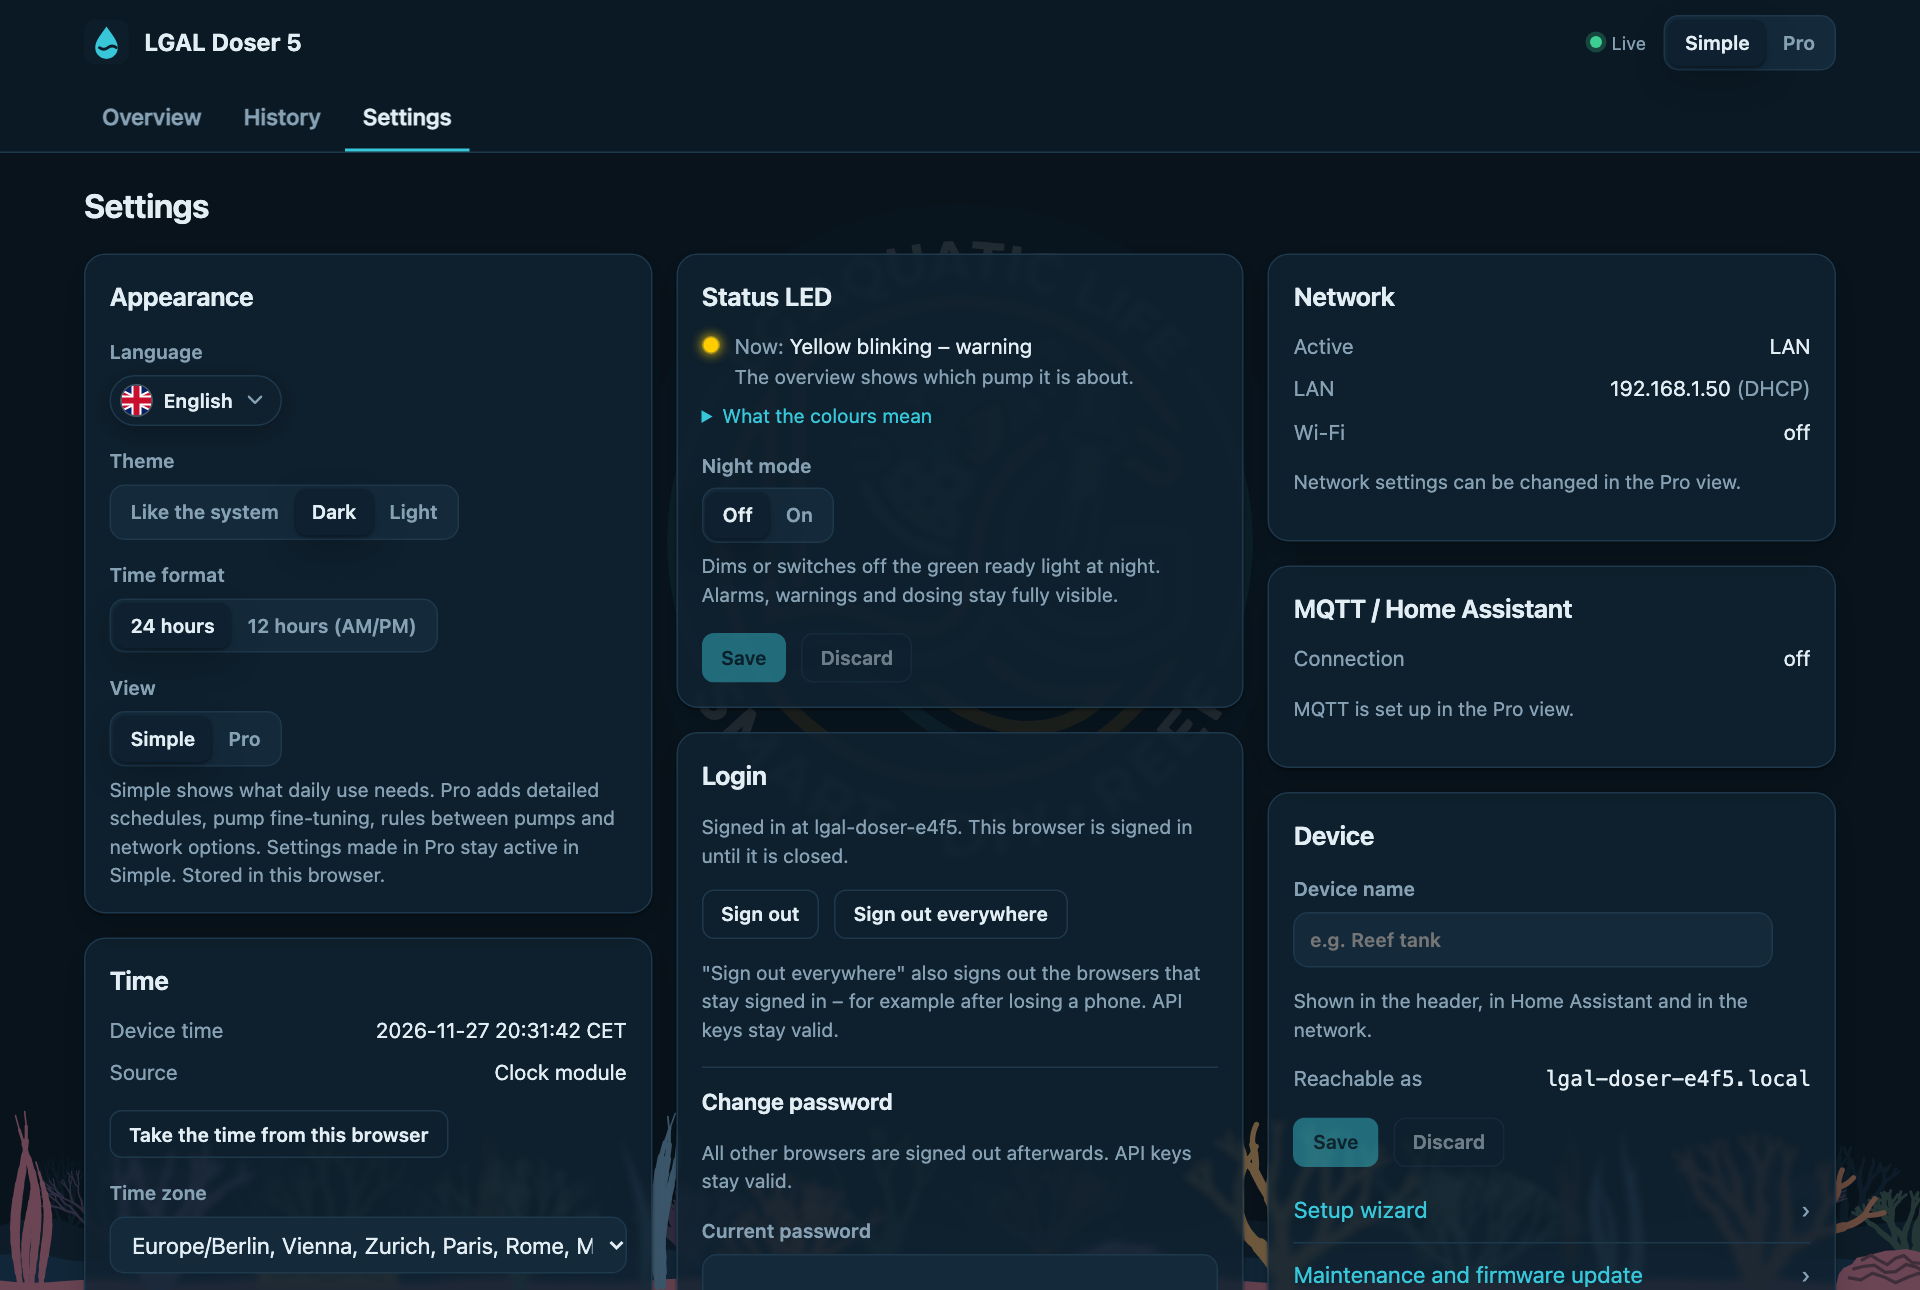 LGAL Doser 5
Live
Simple
Pro
Overview
History
Settings
Settings
Appearance
Language
English
Theme
Like the system
Dark
Light
Time format
24 hours
12 hours (AM/PM)
View
Simple
Pro
Simple shows what daily use needs. Pro adds detailed
schedules, pump fine-tuning, rules between pumps and
network options. Settings made in Pro stay active in
Simple. Stored in this browser.
Time
Device time
2026-11-27 20:31:42 CET
Source
Clock module
Take the time from this browser
Time zone
Europe/Berlin, Vienna, Zurich, Paris, Rome, M
Status LED
Now: Yellow blinking – warning
The overview shows which pump it is about.
What the colours mean
Night mode
Off
On
Dims or switches off the green ready light at night.
Alarms, warnings and dosing stay fully visible.
Save
Discard
Login
Signed in at lgal-doser-e4f5. This browser is signed in
until it is closed.
Sign out
Sign out everywhere
"Sign out everywhere" also signs out the browsers that
stay signed in – for example after losing a phone. API
keys stay valid.
Change password
All other browsers are signed out afterwards. API keys
stay valid.
Current password
Network
Active
LAN
LAN
192.168.1.50 (DHCP)
Wi-Fi
off
Network settings can be changed in the Pro view.
MQTT / Home Assistant
Connection
off
MQTT is set up in the Pro view.
Device
Device name
e.g. Reef tank
Shown in the header, in Home Assistant and in the
network.
Reachable as
lgal-doser-e4f5.local
Save
Discard
Setup wizard
Maintenance and firmware update